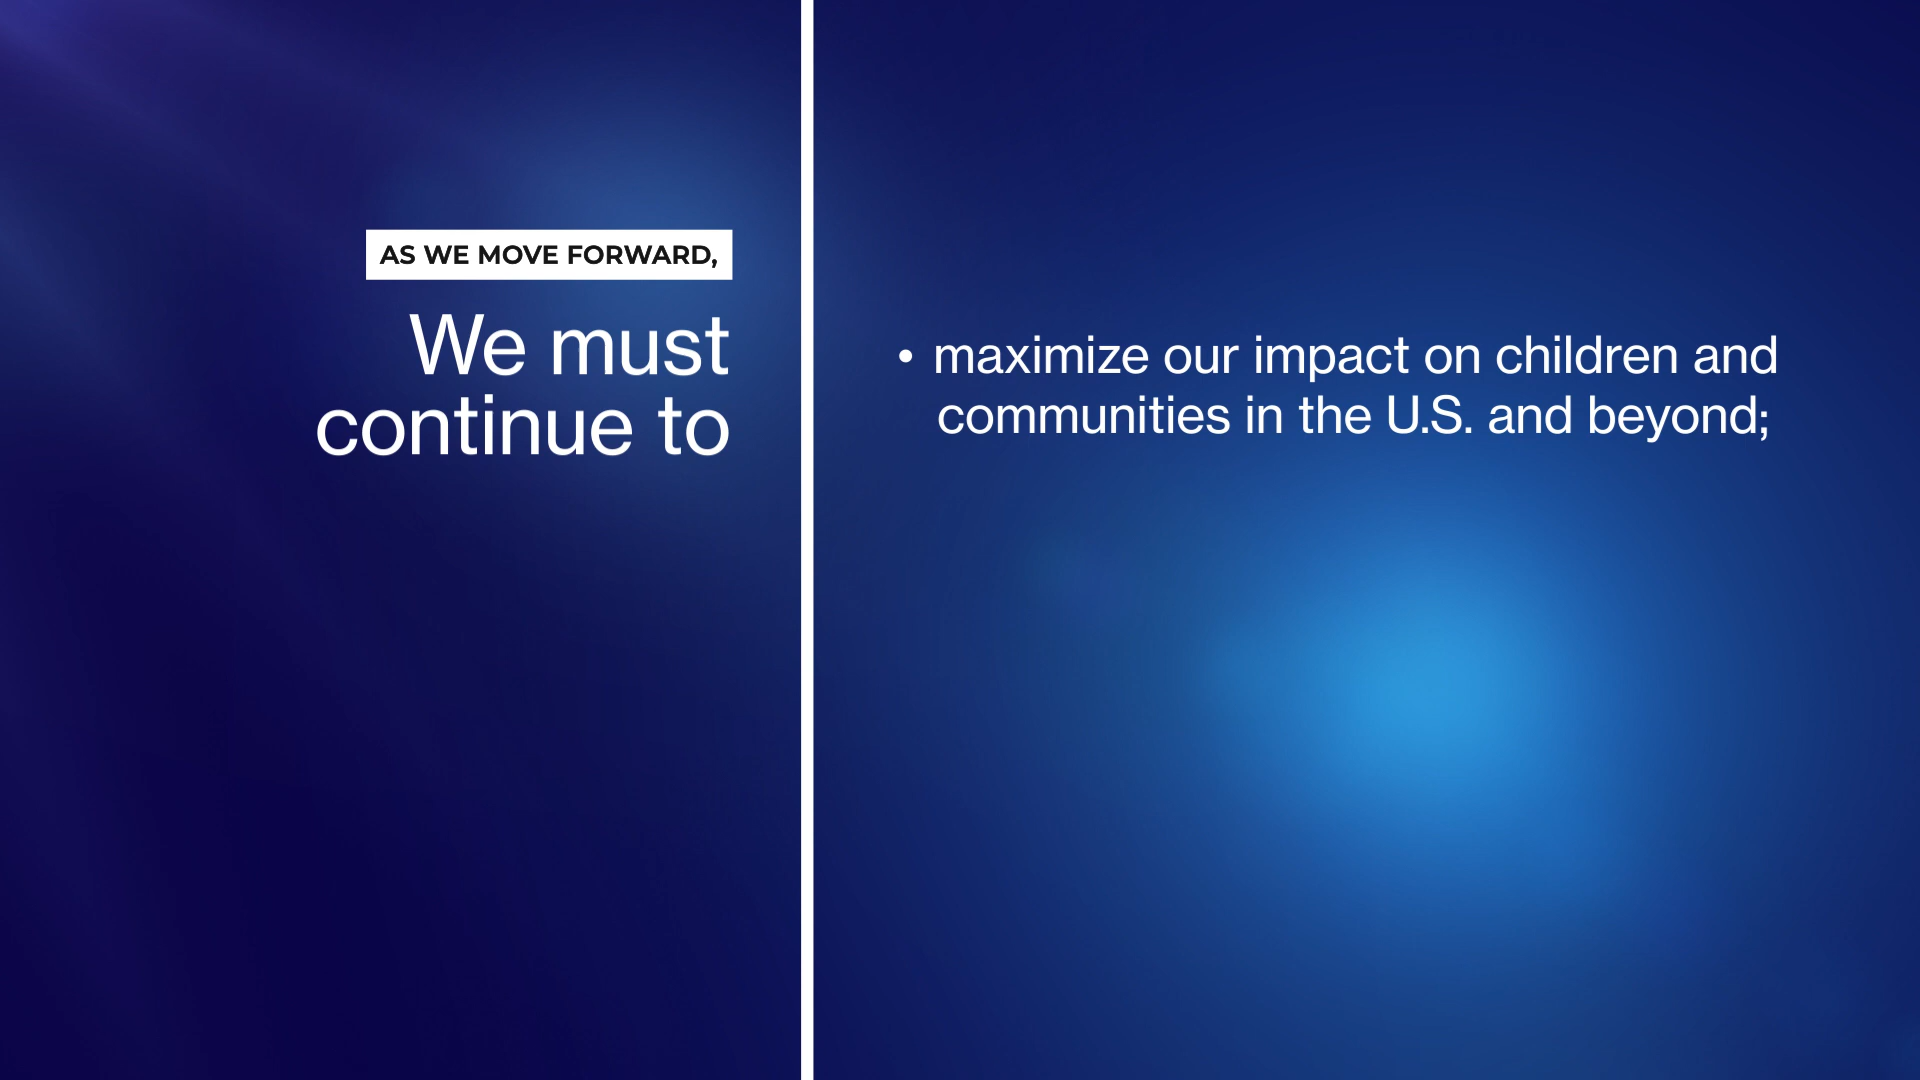 AS WE MOVE FORWARD,
We must
continue to
• maximize our impact on children and
communities in the U.S. and beyond;